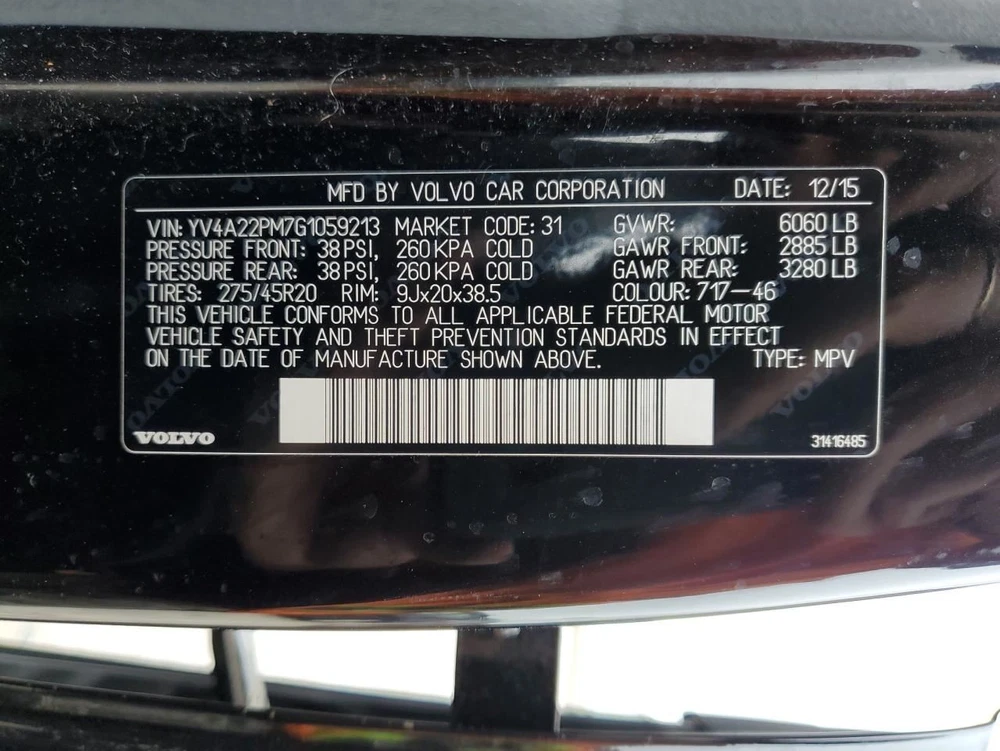 MFD BY VOLVO CAR CORPORATION DATE: 12/15
VIN: YV4A22PM7G1059213 MARKET CODE: 31 GVWR: 6060 LB
PRESSURE FRONT: 38 PSI, 260 KPA COLD GAWR FRONT: 2885 LB
PRESSURE REAR: 38 PSI, 260 KPA COLD GAWR REAR: 3280 LB
TIRES: 275/45R20 RIM: 9Jx20x38.5 COLOUR: 717-46
THIS VEHICLE CONFORMS TO ALL APPLICABLE FEDERAL MOTOR
VEHICLE SAFETY AND THEFT PREVENTION STANDARDS IN EFFECT
ON THE DATE OF MANUFACTURE SHOWN ABOVE. TYPE: MPV
VOLVO 31416485